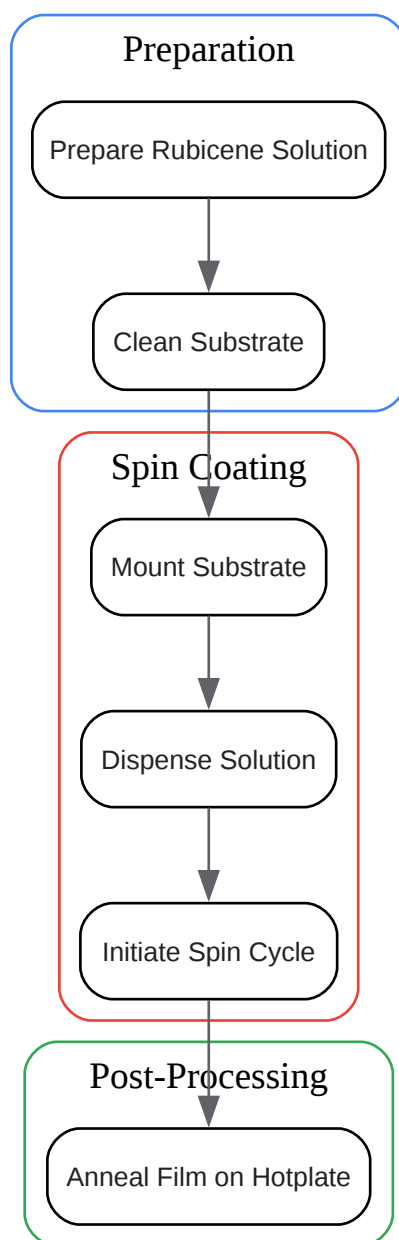 Preparation
Prepare Rubicene Solution
Clean Substrate
Spin Coating
Mount Substrate
Dispense Solution
Initiate Spin Cycle
Post-Processing
Anneal Film on Hotplate